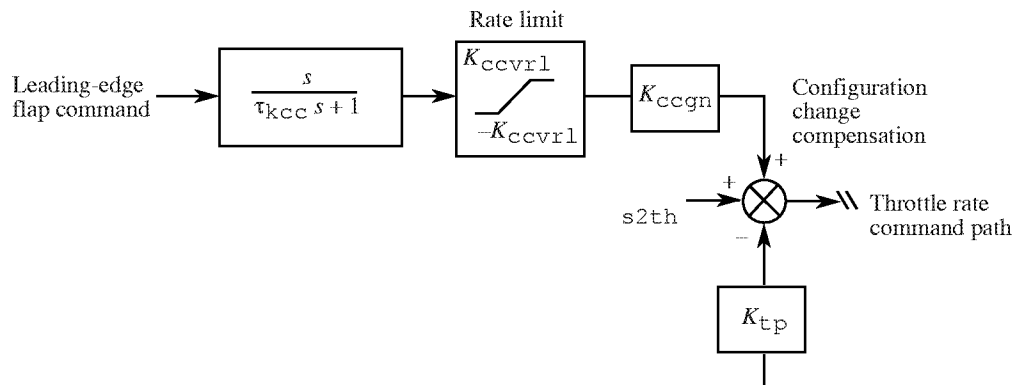 Rate limit
Leading-edge
flap command
s
τkcc s + 1
Kccvrl
–Kccvrl
Kccgn
Configuration
change
compensation
+
+
s2th
–
Throttle rate
command path
Ktp